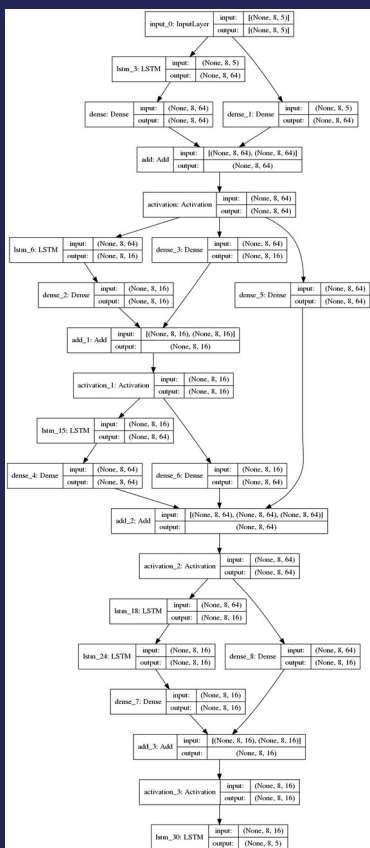 input_0: InputLayer input: [(None, 8, 5)]
output: [(None, 8, 5)]
lstm_3: LSTM input: (None, 8, 5)
output: (None, 8, 64)
dense: Dense input: (None, 8, 64)
output: (None, 8, 64)
dense_1: Dense input: (None, 8, 5)
output: (None, 8, 64)
add: Add input: [(None, 8, 64), (None, 8, 64)]
output: (None, 8, 64)
activation: Activation input: (None, 8, 64)
output: (None, 8, 64)
lstm_6: LSTM input: (None, 8, 64)
output: (None, 8, 16)
dense_3: Dense input: (None, 8, 64)
output: (None, 8, 16)
dense_2: Dense input: (None, 8, 16)
output: (None, 8, 16)
dense_5: Dense input: (None, 8, 64)
output: (None, 8, 64)
add_1: Add input: [(None, 8, 16), (None, 8, 16)]
output: (None, 8, 16)
activation_1: Activation input: (None, 8, 16)
output: (None, 8, 16)
lstm_15: LSTM input: (None, 8, 16)
output: (None, 8, 64)
dense_4: Dense input: (None, 8, 64)
output: (None, 8, 64)
dense_6: Dense input: (None, 8, 16)
output: (None, 8, 64)
add_2: Add input: [(None, 8, 64), (None, 8, 64), (None, 8, 64)]
output: (None, 8, 64)
activation_2: Activation input: (None, 8, 64)
output: (None, 8, 64)
lstm_18: LSTM input: (None, 8, 64)
output: (None, 8, 16)
lstm_24: LSTM input: (None, 8, 16)
output: (None, 8, 16)
dense_8: Dense input: (None, 8, 64)
output: (None, 8, 16)
dense_7: Dense input: (None, 8, 16)
output: (None, 8, 16)
add_3: Add input: [(None, 8, 16), (None, 8, 16)]
output: (None, 8, 16)
activation_3: Activation input: (None, 8, 16)
output: (None, 8, 16)
lstm_30: LSTM input: (None, 8, 16)
output: (None, 8, 5)